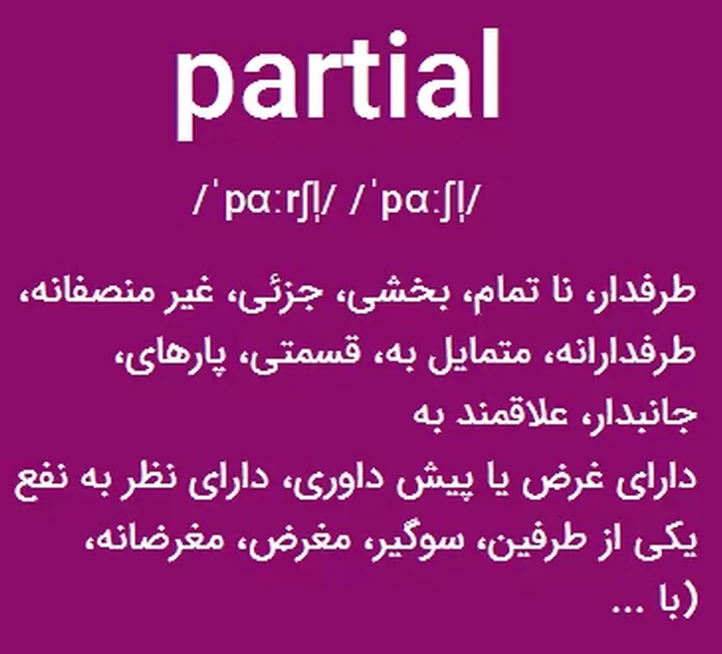 partial
/ˈpɑːrʃl̩/ /ˈpɑːʃl̩/
طرفدار، نا تمام، بخشی، جزئی، غیر منصفانه،
طرفدارانه، متمایل به، قسمتی، پارهای،
جانبدار، علاقمند به
دارای غرض یا پیش داوری، دارای نظر به نفع
یکی از طرفین، سوگیر، مغرض، مغرضانه،
(با ...